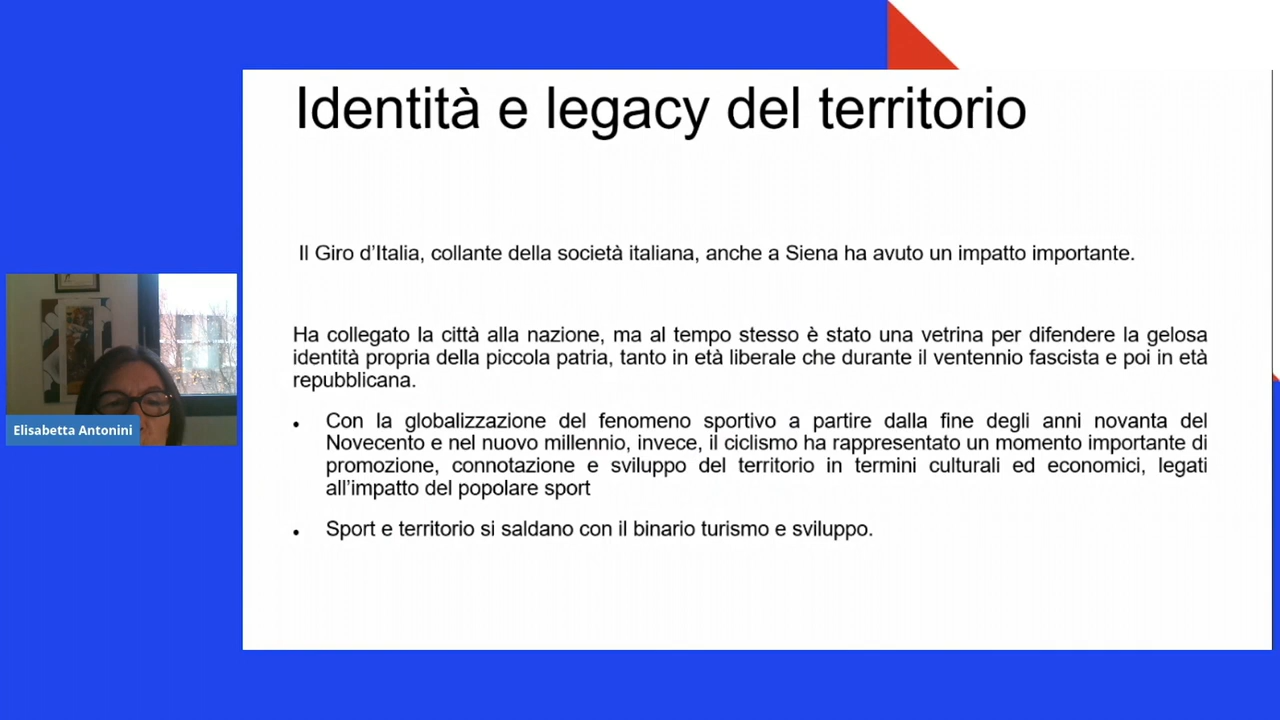 Identità e legacy del territorio
Il Giro d’Italia, collante della società italiana, anche a Siena ha avuto un impatto importante.
Ha collegato la città alla nazione, ma al tempo stesso è stato una vetrina per difendere la gelosa
identità propria della piccola patria, tanto in età liberale che durante il ventennio fascista e poi in età
repubblicana.
• Con la globalizzazione del fenomeno sportivo a partire dalla fine degli anni novanta del
Novecento e nel nuovo millennio, invece, il ciclismo ha rappresentato un momento importante di
promozione, connotazione e sviluppo del territorio in termini culturali ed economici, legati
all’impatto del popolare sport
• Sport e territorio si saldano con il binario turismo e sviluppo.
Elisabetta Antonini